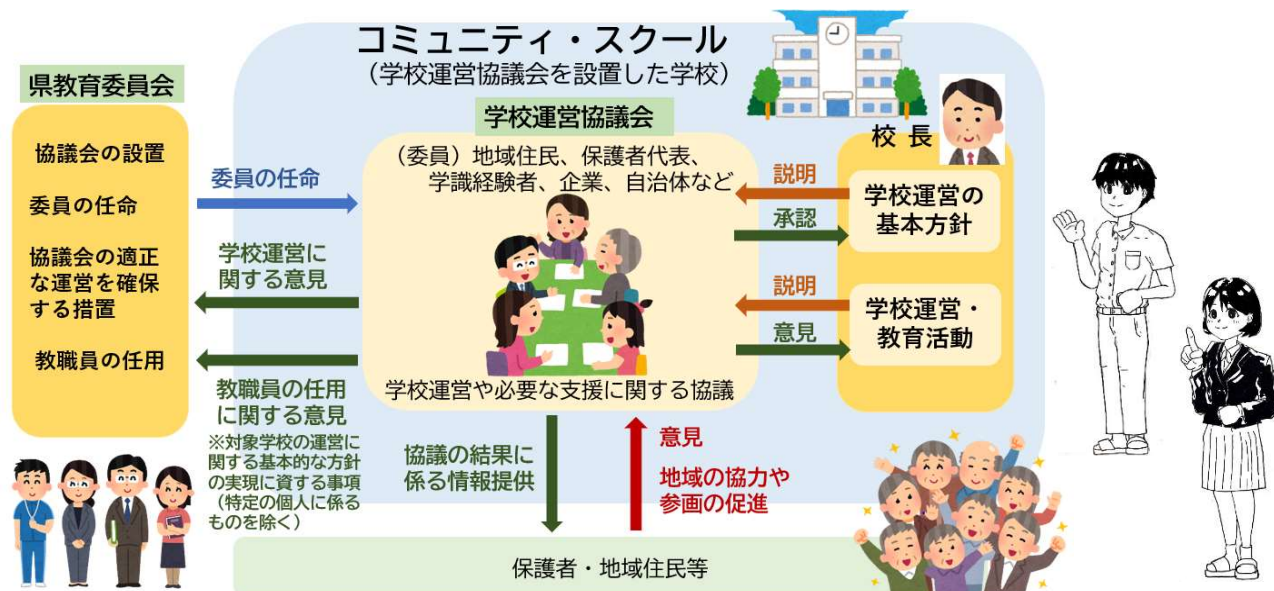 コミュニティ・スクール
（学校運営協議会を設置した学校）
県教育委員会
協議会の設置
委員の任命
協議会の適正
な運営を確保
する措置
教職員の任用
委員の任命
学校運営に
関する意見
教職員の任用
に関する意見
※対象学校の運営に
関する基本的な方針
の実現に資する事項
（特定の個人に係る
ものを除く）
学校運営協議会
（委員）地域住民、保護者代表、
学識経験者、企業、自治体など
学校運営や必要な支援に関する協議
説明
承認
説明
意見
校 長
学校運営の
基本方針
学校運営・
教育活動
協議の結果に
係る情報提供
意見
地域の協力や
参画の促進
保護者・地域住民等